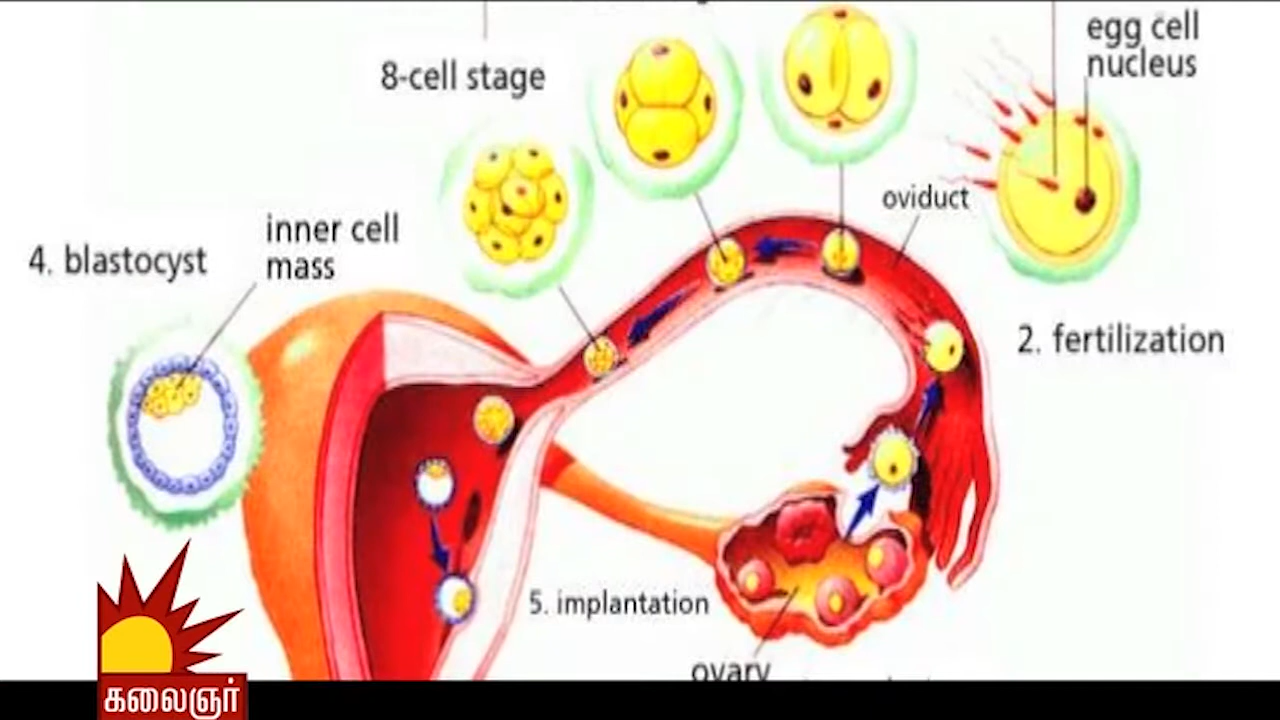 egg cell
nucleus
8-cell stage
oviduct
inner cell
mass
4. blastocyst
2. fertilization
5. implantation
ovary
கலைஞர்